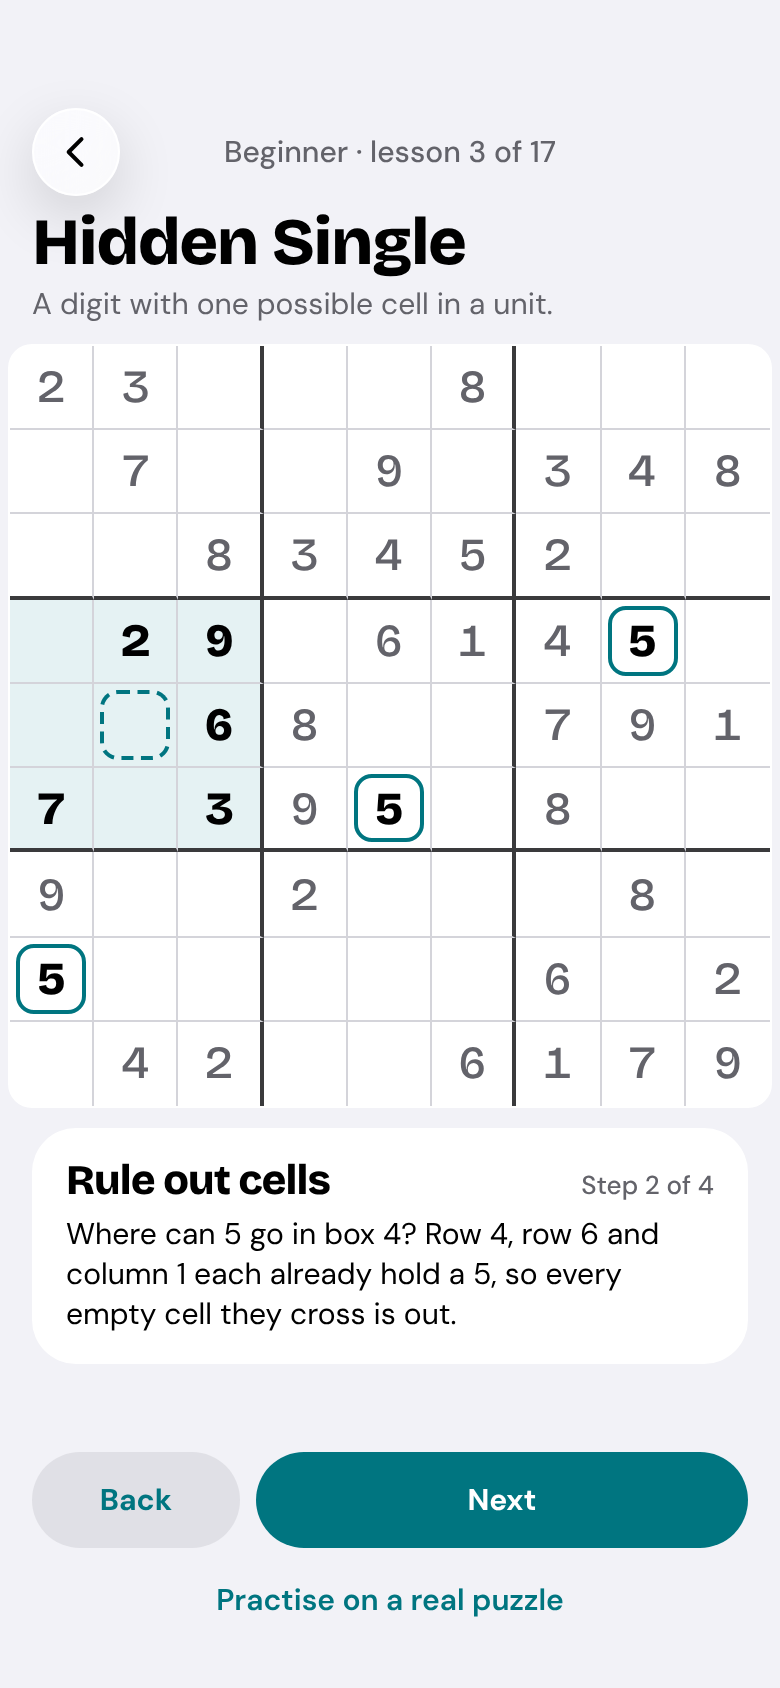 Beginner · lesson 3 of 17
Hidden Single
A digit with one possible cell in a unit.
2 3 8
7 9 3 4 8
8 3 4 5 2
2 9 6 1 4 5
6 8 7 9 1
7 3 9 5 8
9 2 8
5 6 2
4 2 6 1 7 9
Rule out cells
Step 2 of 4
Where can 5 go in box 4? Row 4, row 6 and
column 1 each already hold a 5, so every
empty cell they cross is out.
Back
Next
Practise on a real puzzle